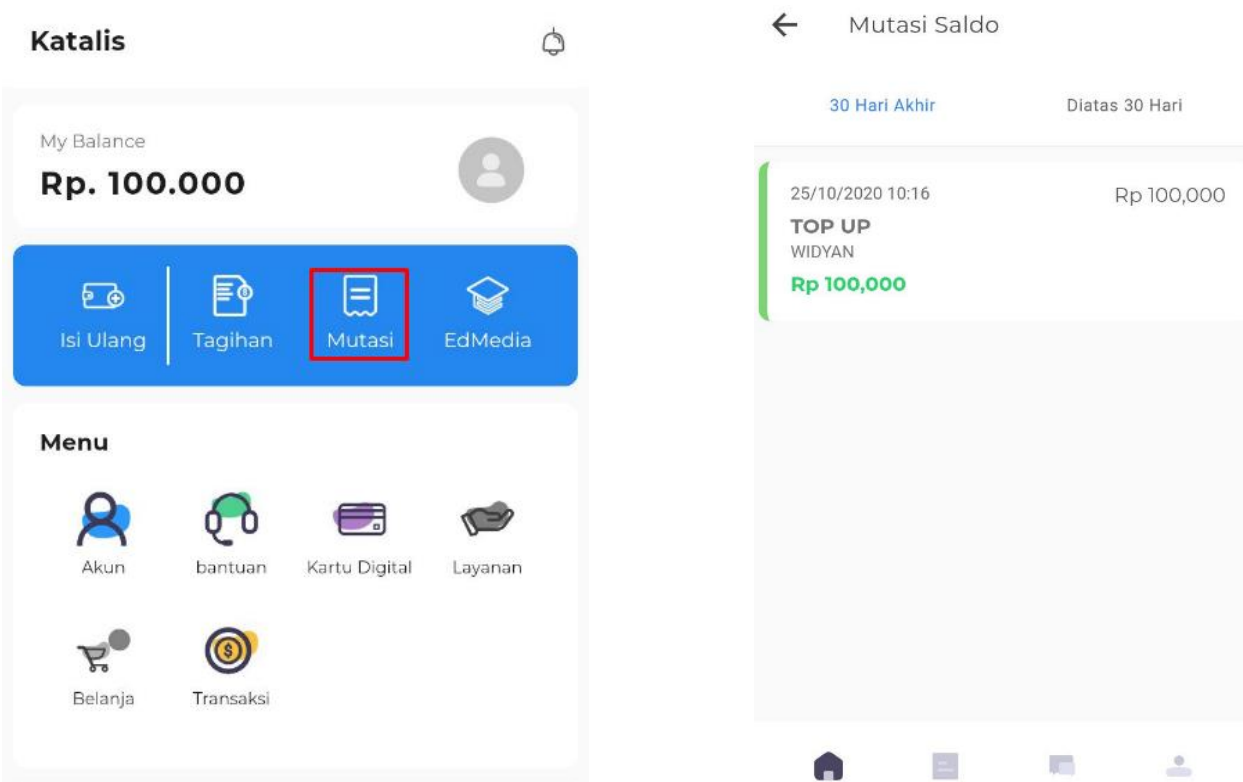 Katalis
My Balance
Rp. 100.000
Isi Ulang
Tagihan
Mutasi
EdMedia
Menu
Akun
bantuan
Kartu Digital
Layanan
Belanja
Transaksi
Mutasi Saldo
30 Hari Akhir
Diatas 30 Hari
25/10/2020 10:16
Rp 100,000
TOP UP
WIDYAN
Rp 100,000